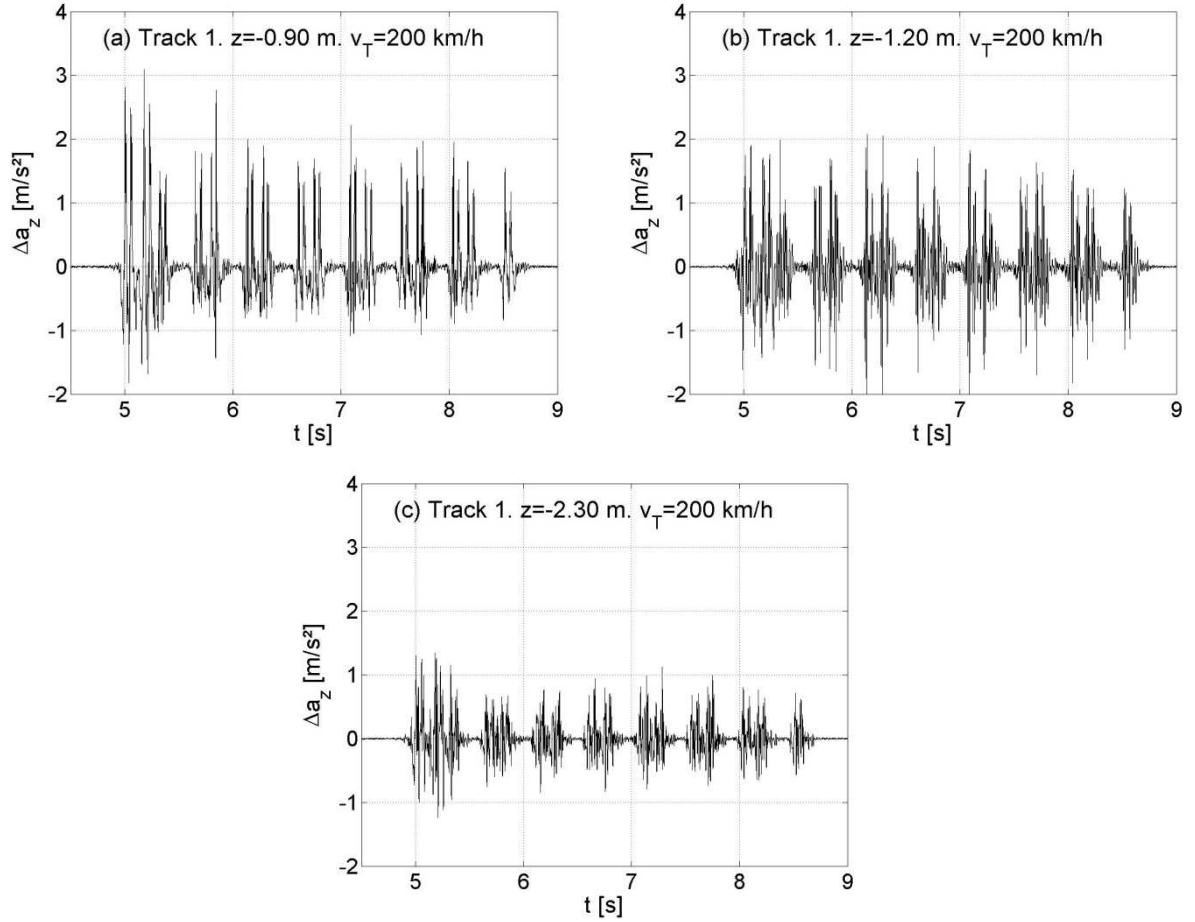 (a) Track 1. z=-0.90 m. v_T=200 km/h
4
3
2
1
0
-1
-2
Δa_z [m/s²]
5 6 7 8 9
t [s]
(b) Track 1. z=-1.20 m. v_T=200 km/h
4
3
2
1
0
-1
-2
Δa_z [m/s²]
5 6 7 8 9
t [s]
(c) Track 1. z=-2.30 m. v_T=200 km/h
4
3
2
1
0
-1
-2
Δa_z [m/s²]
5 6 7 8 9
t [s]